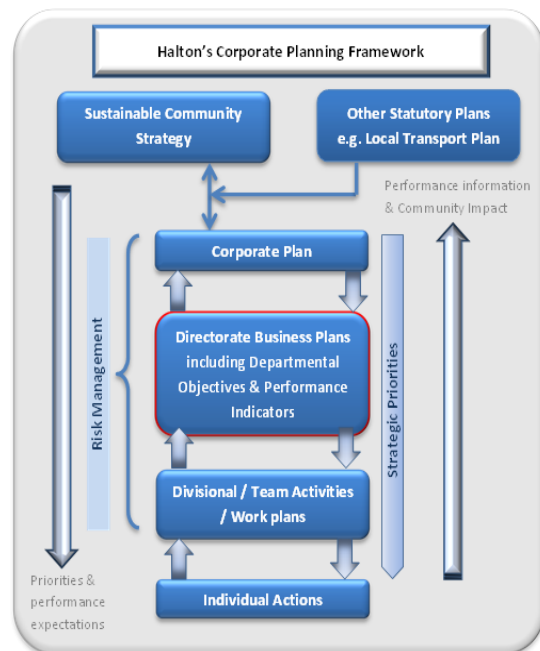 Halton's Corporate Planning Framework
Sustainable Community
Strategy
Other Statutory Plans
e.g. Local Transport Plan
Performance information
& Community Impact
Corporate Plan
Directorate Business Plans
including Departmental
Objectives & Performance
Indicators
Risk Management
Strategic Priorities
Divisional / Team Activities
/ Work plans
Priorities &
performance
expectations
Individual Actions